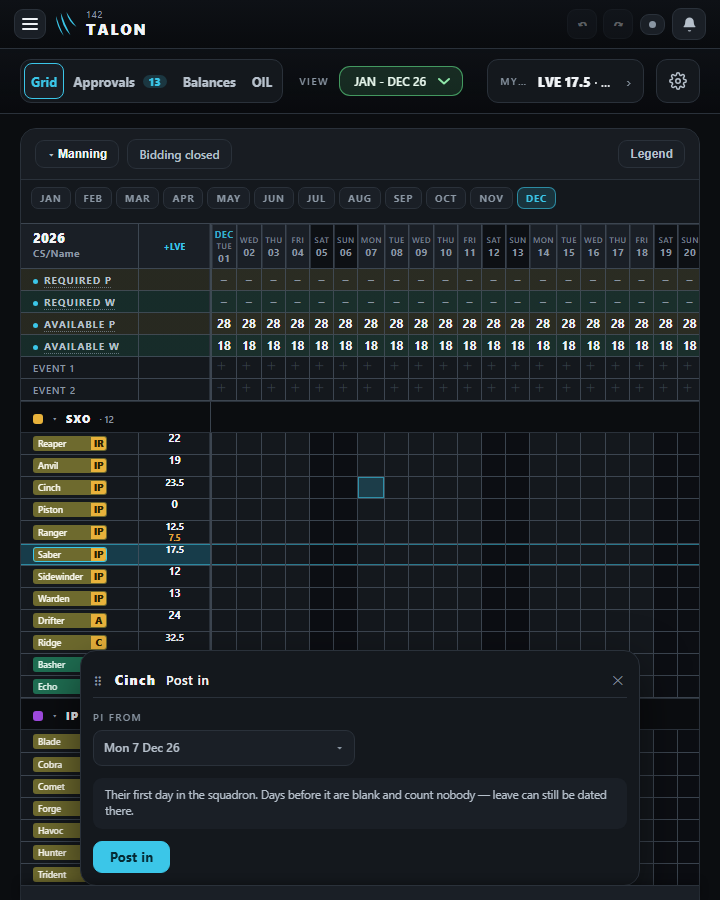 142
TALON
Grid Approvals 13 Balances OIL VIEW JAN - DEC 26 MY... LVE 17.5 · ... ›
Manning Bidding closed Legend
JAN FEB MAR APR MAY JUN JUL AUG SEP OCT NOV DEC
2026
CS/Name
+LVE
DEC
TUE WED THU FRI SAT SUN MON TUE WED THU FRI SAT SUN MON TUE WED THU FRI SAT SUN
01 02 03 04 05 06 07 08 09 10 11 12 13 14 15 16 17 18 19 20
REQUIRED P – – – – – – – – – – – – – – – – – – – –
REQUIRED W – – – – – – – – – – – – – – – – – – – –
AVAILABLE P 28 28 28 28 28 28 28 28 28 28 28 28 28 28 28 28 28 28 28 28
AVAILABLE W 18 18 18 18 18 18 18 18 18 18 18 18 18 18 18 18 18 18 18 18
EVENT 1 + + + + + + + + + + + + + + + + + + + +
EVENT 2 + + + + + + + + + + + + + + + + + + + +
SXO · 12
Reaper IR 22
Anvil IP 19
Cinch IP 23.5
Piston IP 0
Ranger IP 12.5
7.5
Saber IP 17.5
Sidewinder IP 12
Warden IP 13
Drifter A 24
Ridge C 32.5
Basher
Echo
IP
Blade
Cobra
Comet
Forge
Havoc
Hunter
Trident
Cinch Post in
PI FROM
Mon 7 Dec 26
Their first day in the squadron. Days before it are blank and count nobody — leave can still be dated
there.
Post in